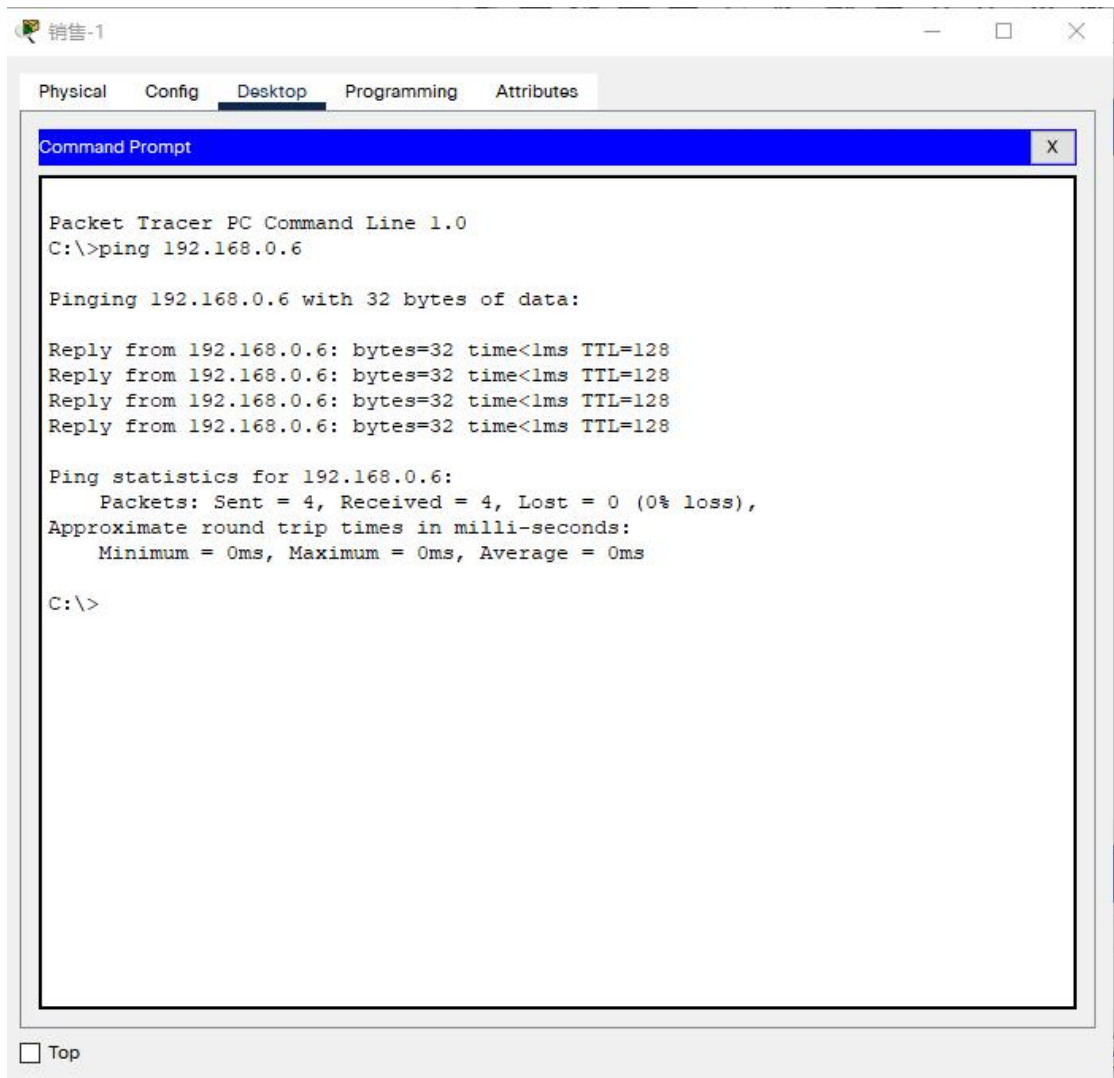 销售-1
Physical Config Desktop Programming Attributes
Command Prompt X
Packet Tracer PC Command Line 1.0
C:\>ping 192.168.0.6
Pinging 192.168.0.6 with 32 bytes of data:
Reply from 192.168.0.6: bytes=32 time<1ms TTL=128
Reply from 192.168.0.6: bytes=32 time<1ms TTL=128
Reply from 192.168.0.6: bytes=32 time<1ms TTL=128
Reply from 192.168.0.6: bytes=32 time<1ms TTL=128
Ping statistics for 192.168.0.6:
Packets: Sent = 4, Received = 4, Lost = 0 (0% loss),
Approximate round trip times in milli-seconds:
Minimum = 0ms, Maximum = 0ms, Average = 0ms
C:\>
Top